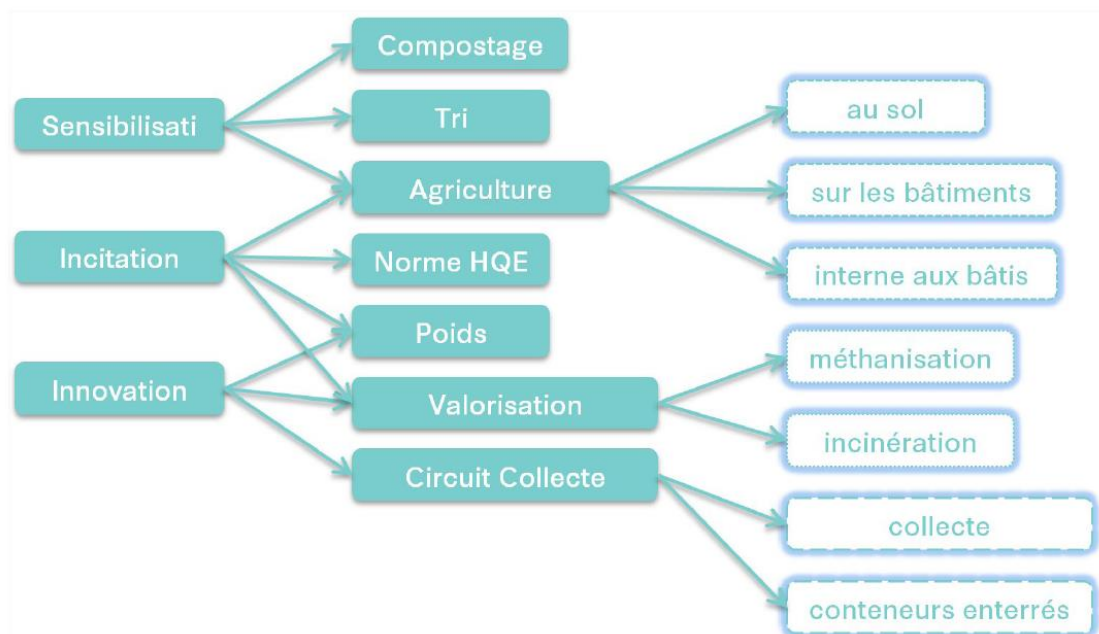 Sensibilisati
Incitation
Innovation
Compostage
Tri
Agriculture
Norme HQE
Poids
Valorisation
Circuit Collecte
au sol
sur les bâtiments
interne aux bâtis
méthanisation
incinération
collecte
conteneurs enterrés